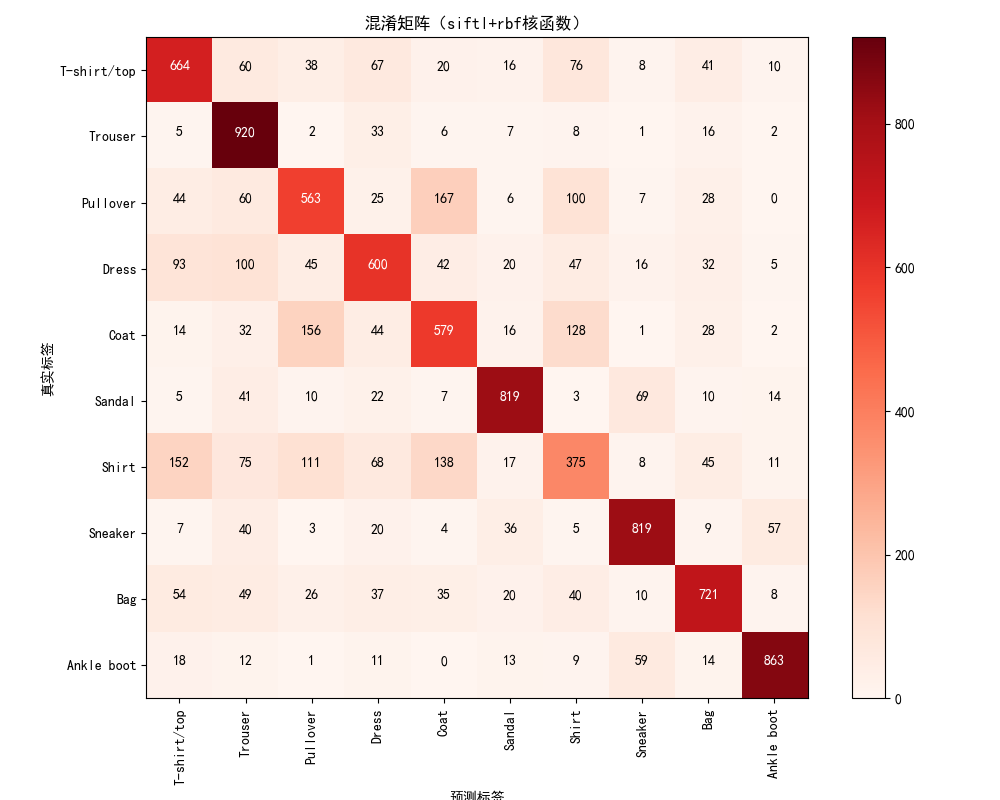 混淆矩阵（siftl+rbf核函数）
T-shirt/top 664 60 38 67 20 16 76 8 41 10
Trouser 5 920 2 33 6 7 8 1 16 2
Pullover 44 60 563 25 167 6 100 7 28 0
Dress 93 100 45 600 42 20 47 16 32 5
Coat 14 32 156 44 579 16 128 1 28 2
Sandal 5 41 10 22 7 819 3 69 10 14
Shirt 152 75 111 68 138 17 375 8 45 11
Sneaker 7 40 3 20 4 36 5 819 9 57
Bag 54 49 26 37 35 20 40 10 721 8
Ankle boot 18 12 1 11 0 13 9 59 14 863
真实标签
T-shirt/top Trouser Pullover Dress Coat Sandal Shirt Sneaker Bag Ankle boot
预测标签
800
600
400
200
0